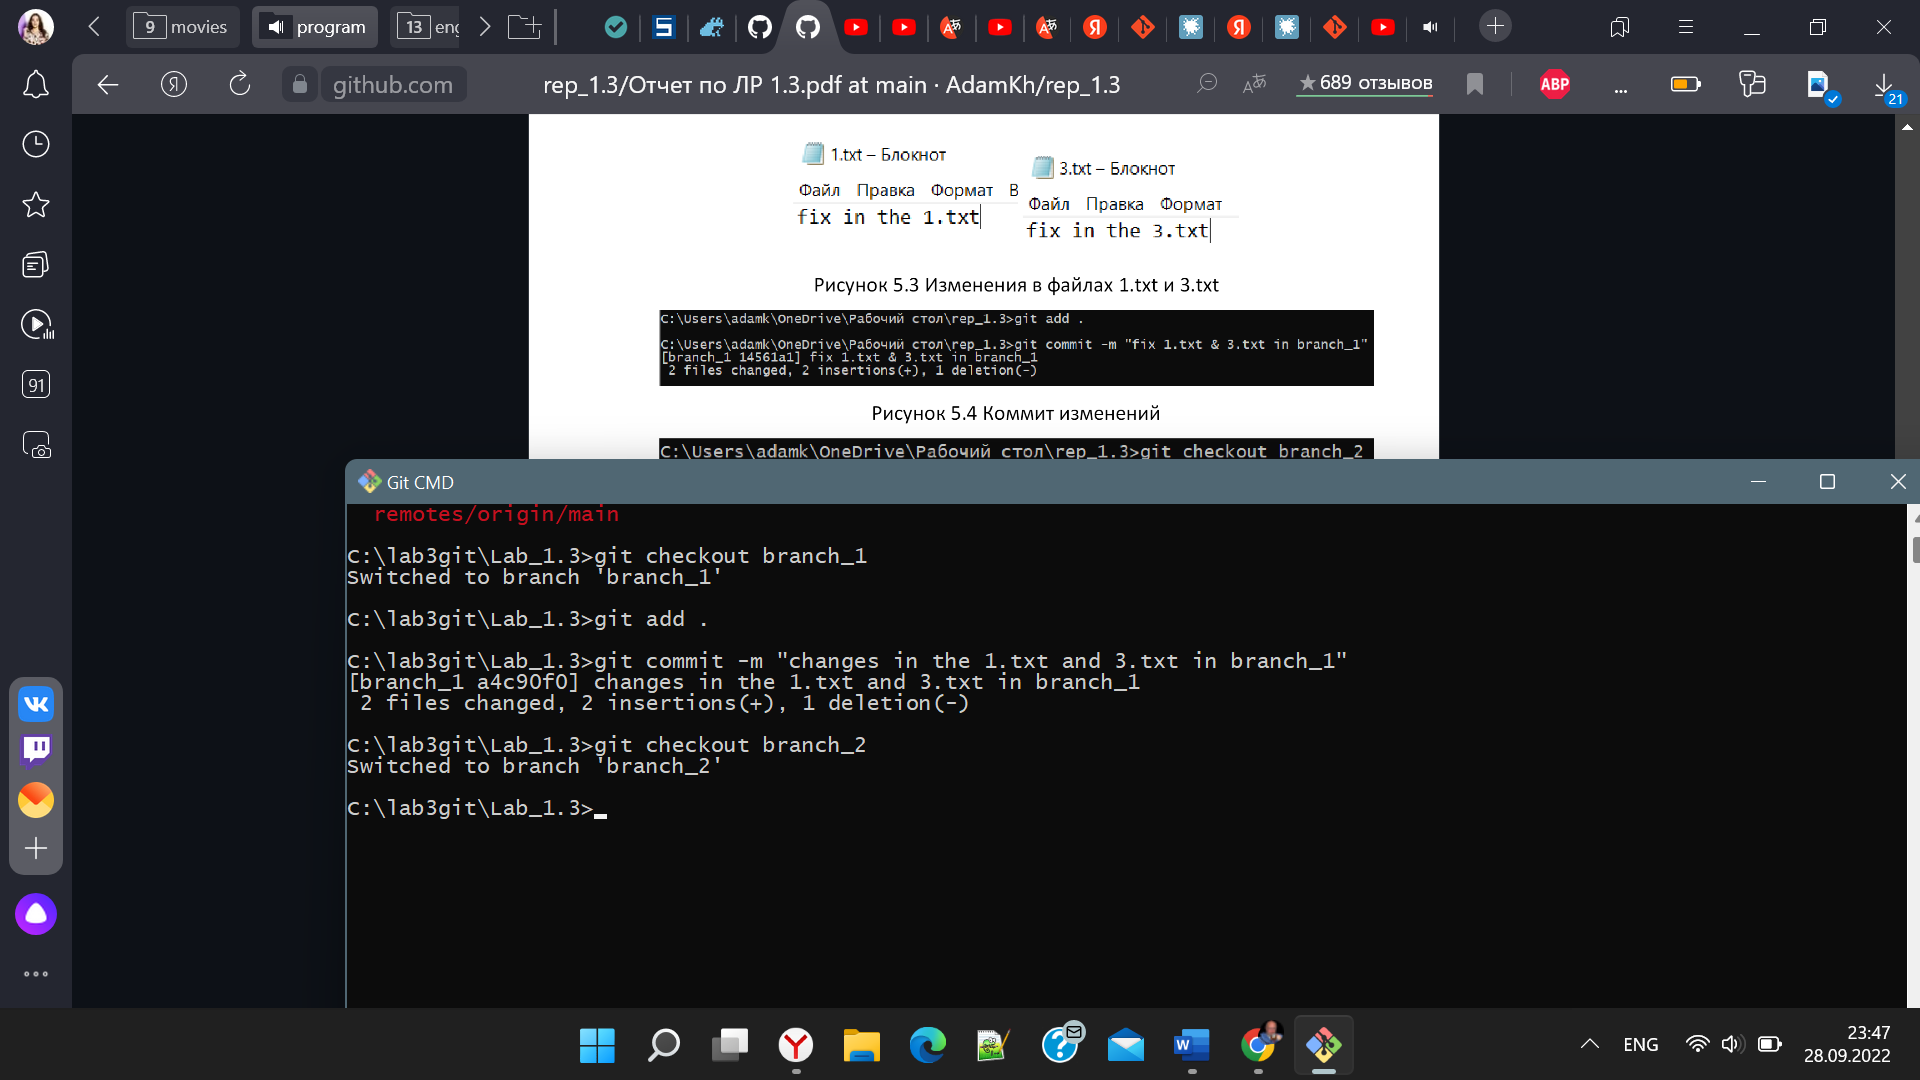 9 movies
program
13 eng
github.com
rep_1.3/Отчет по ЛР 1.3.pdf at main · AdamKh/rep_1.3
★ 689 отзывов
ABP
...
21
91
1.txt – Блокнот
Файл Правка Формат В
fix in the 1.txt
3.txt – Блокнот
Файл Правка Формат
fix in the 3.txt
Рисунок 5.3 Изменения в файлах 1.txt и 3.txt
C:\Users\adamk\OneDrive\Рабочий стол\rep_1.3>git add .
C:\Users\adamk\OneDrive\Рабочий стол\rep_1.3>git commit -m "fix 1.txt & 3.txt in branch_1"
[branch_1 14561a1] fix 1.txt & 3.txt in branch_1
2 files changed, 2 insertions(+), 1 deletion(-)
Рисунок 5.4 Коммит изменений
C:\Users\adamk\OneDrive\Рабочий стол\rep_1.3>git checkout branch_2
Git CMD
remotes/origin/main
C:\lab3git\Lab_1.3>git checkout branch_1
Switched to branch 'branch_1'
C:\lab3git\Lab_1.3>git add .
C:\lab3git\Lab_1.3>git commit -m "changes in the 1.txt and 3.txt in branch_1"
[branch_1 a4c90f0] changes in the 1.txt and 3.txt in branch_1
2 files changed, 2 insertions(+), 1 deletion(-)
C:\lab3git\Lab_1.3>git checkout branch_2
Switched to branch 'branch_2'
C:\lab3git\Lab_1.3>
ENG
23:47
28.09.2022